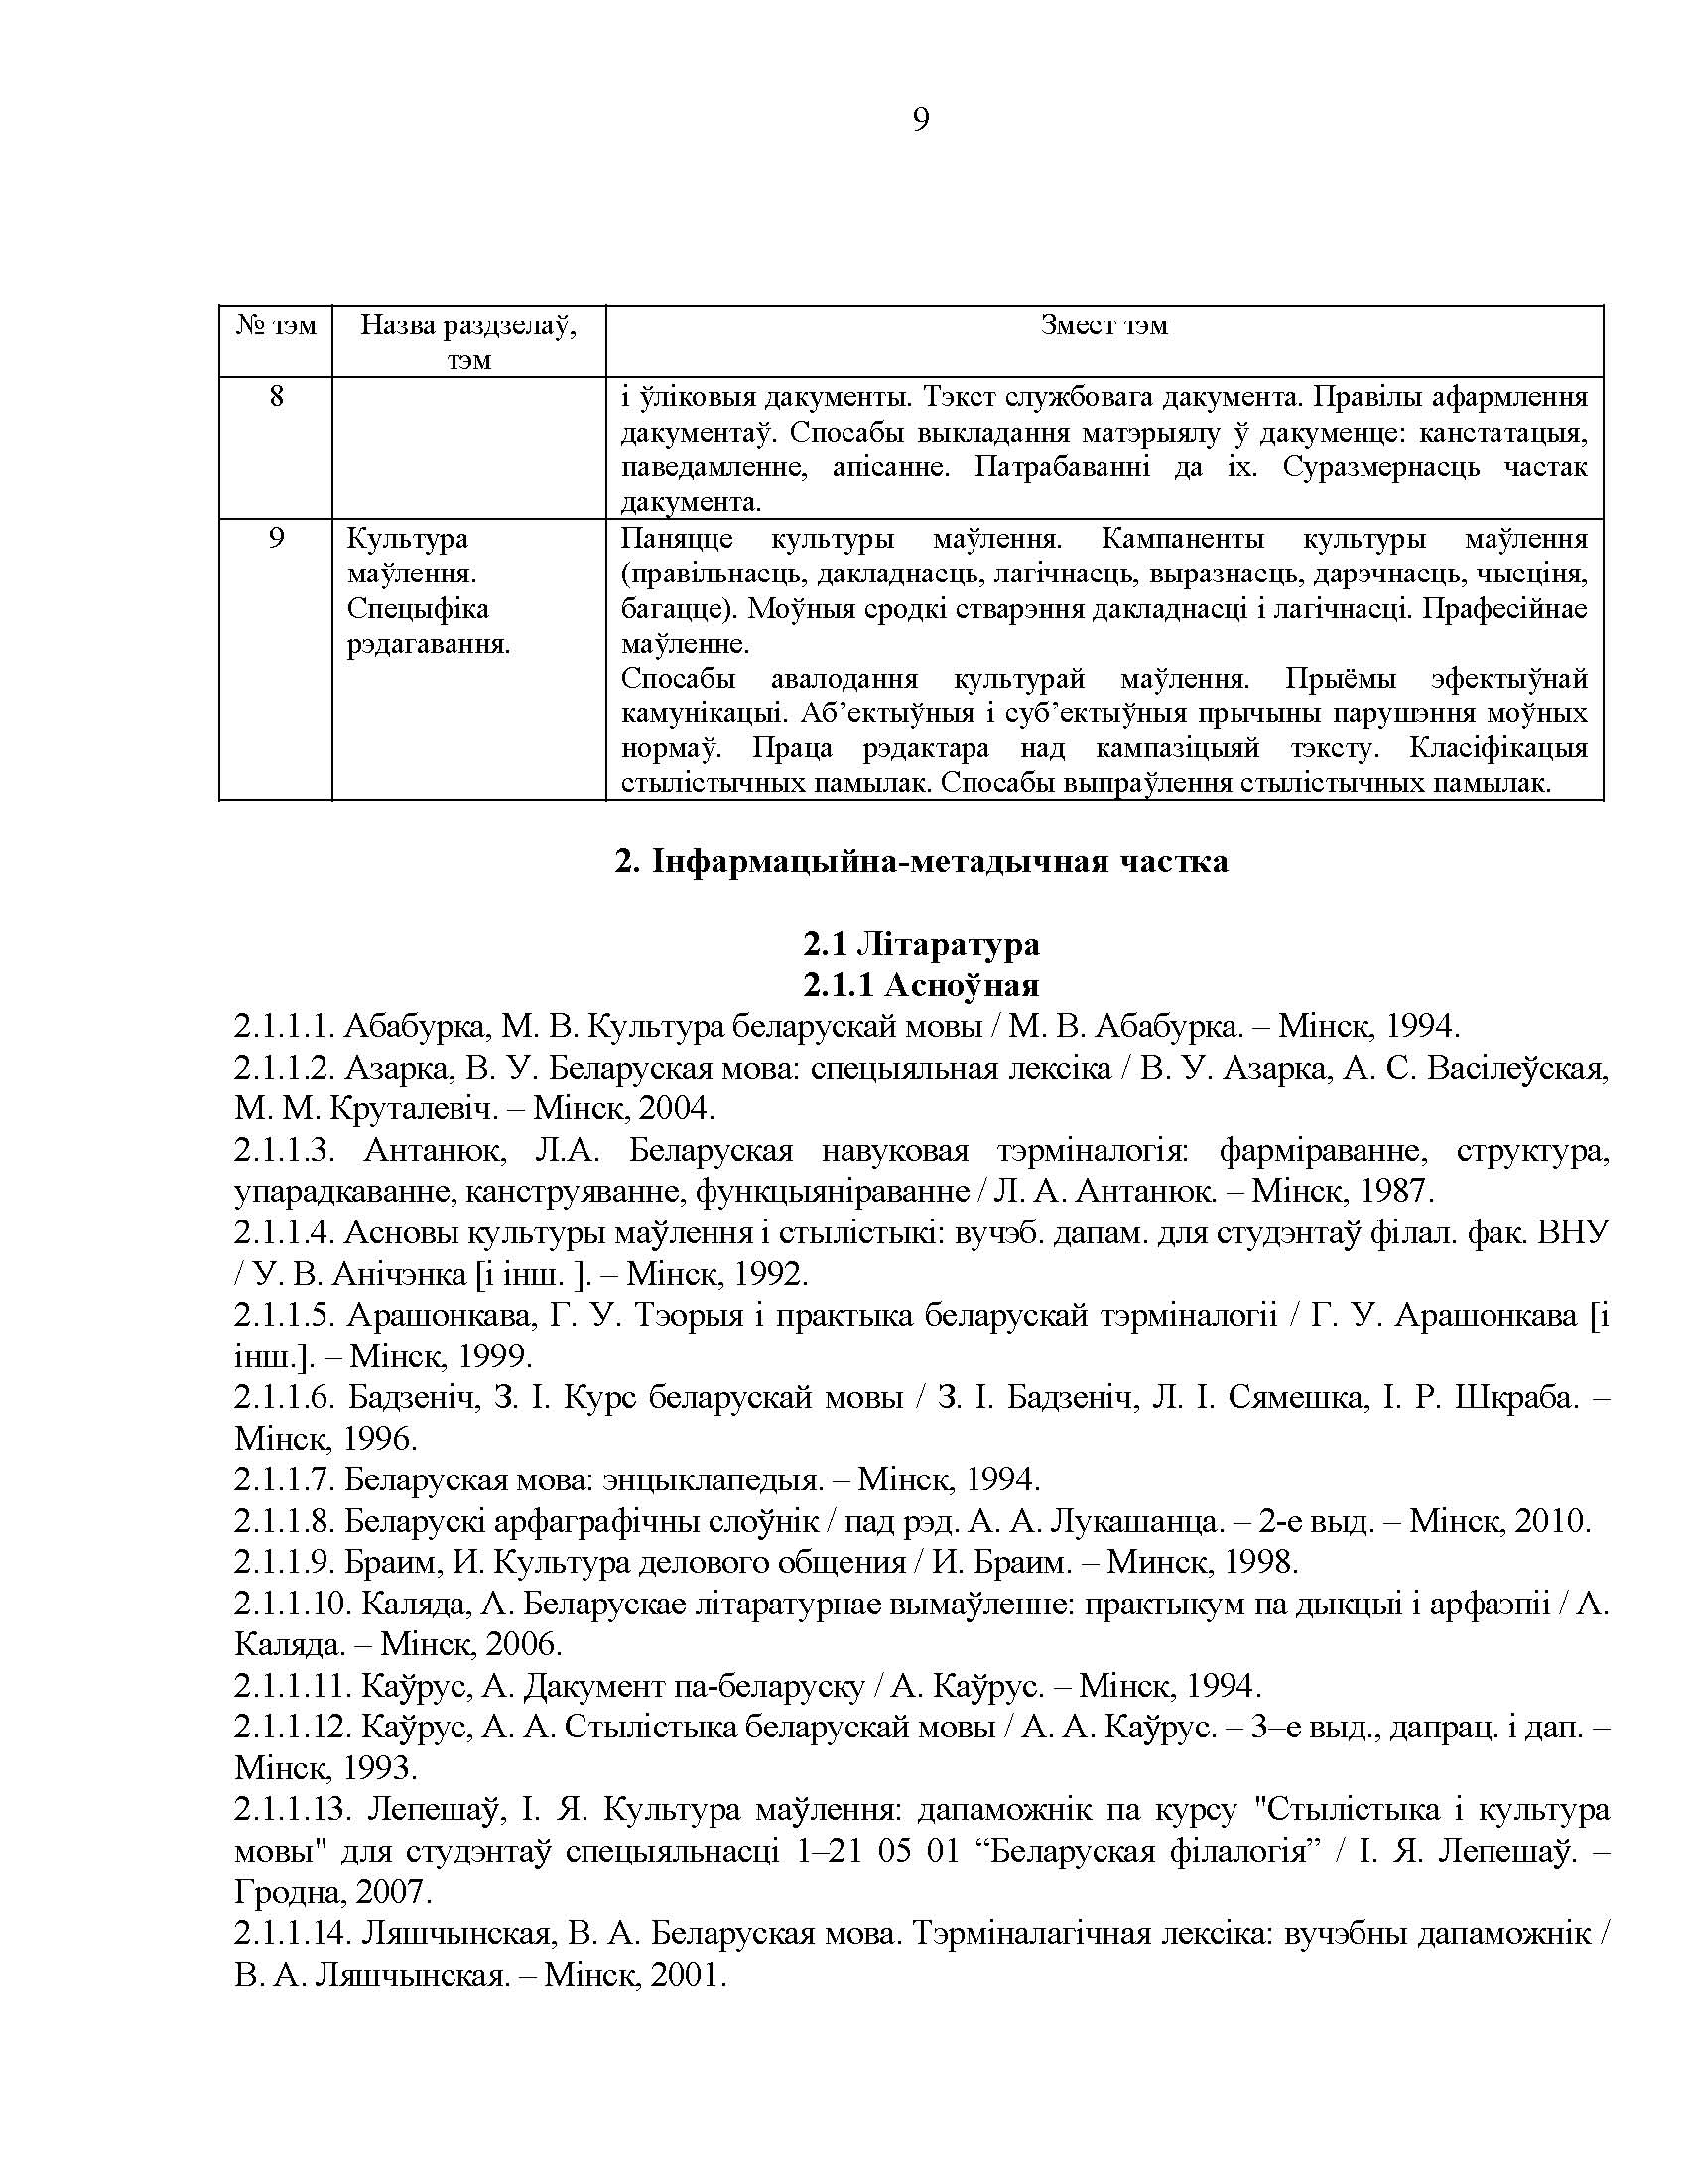 9
№ тэм
Назва раздзелаў,
тэм
Змест тэм
8
і ўліковыя дакументы. Тэкст службовага дакумента. Правілы афармлення
дакументаў. Спосабы выкладання матэрыялу ў дакуменце: канстатацыя,
паведамленне, апісанне. Патрабаванні да іх. Суразмернасць частак
дакумента.
9
Культура
маўлення.
Спецыфіка
рэдагавання.
Паняцце культуры маўлення. Кампаненты культуры маўлення
(правільнасць, дакладнасць, лагічнасць, выразнасць, дарэчнасць, чысціня,
багацце). Моўныя сродкі стварэння дакладнасці і лагічнасці. Прафесійнае
маўленне.
Спосабы авалодання культурай маўлення. Прыёмы эфектыўнай
камунікацыі. Аб’ектыўныя і суб’ектыўныя прычыны парушэння моўных
нормаў. Праца рэдактара над кампазіцыяй тэксту. Класіфікацыя
стылістычных памылак. Спосабы выпраўлення стылістычных памылак.
2. Інфармацыйна-метадычная частка
2.1 Літаратура
2.1.1 Асноўная
2.1.1.1. Абабурка, М. В. Культура беларускай мовы / М. В. Абабурка. – Мінск, 1994.
2.1.1.2. Азарка, В. У. Беларуская мова: спецыяльная лексіка / В. У. Азарка, А. С. Васілеўская,
М. М. Круталевіч. – Мінск, 2004.
2.1.1.3. Антанюк, Л.А. Беларуская навуковая тэрміналогія: фарміраванне, структура,
упарадкаванне, канструяванне, функцыяніраванне / Л. А. Антанюк. – Мінск, 1987.
2.1.1.4. Асновы культуры маўлення і стылістыкі: вучэб. дапам. для студэнтаў філал. фак. ВНУ
/ У. В. Анічэнка [і інш. ]. – Мінск, 1992.
2.1.1.5. Арашонкава, Г. У. Тэорыя і практыка беларускай тэрміналогіі / Г. У. Арашонкава [і
інш.]. – Мінск, 1999.
2.1.1.6. Бадзеніч, З. І. Курс беларускай мовы / З. І. Бадзеніч, Л. І. Сямешка, І. Р. Шкраба. –
Мінск, 1996.
2.1.1.7. Беларуская мова: энцыклапедыя. – Мінск, 1994.
2.1.1.8. Беларускі арфаграфічны слоўнік / пад рэд. А. А. Лукашанца. – 2-е выд. – Мінск, 2010.
2.1.1.9. Браим, И. Культура делового общения / И. Браим. – Минск, 1998.
2.1.1.10. Каляда, А. Беларускае літаратурнае вымаўленне: практыкум па дыкцыі і арфаэпіі / А.
Каляда. – Мінск, 2006.
2.1.1.11. Каўрус, А. Дакумент па-беларуску / А. Каўрус. – Мінск, 1994.
2.1.1.12. Каўрус, А. А. Стылістыка беларускай мовы / А. А. Каўрус. – 3–е выд., дапрац. і дап. –
Мінск, 1993.
2.1.1.13. Лепешаў, І. Я. Культура маўлення: дапаможнік па курсу "Стылістыка і культура
мовы" для студэнтаў спецыяльнасці 1–21 05 01 “Беларуская філалогія” / І. Я. Лепешаў. –
Гродна, 2007.
2.1.1.14. Ляшчынская, В. А. Беларуская мова. Тэрміналагічная лексіка: вучэбны дапаможнік /
В. А. Ляшчынская. – Мінск, 2001.